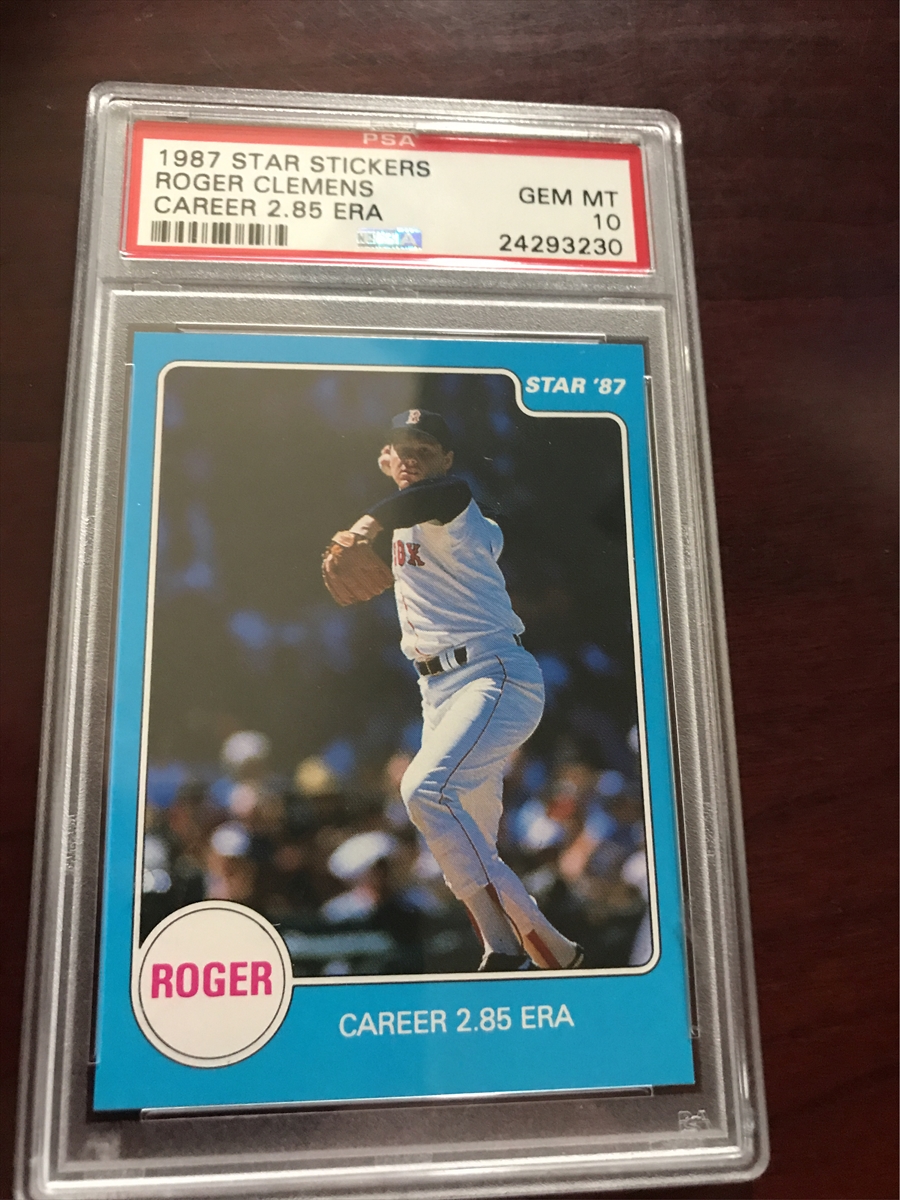 PSA
1987 STAR STICKERS
ROGER CLEMENS
CAREER 2.85 ERA
GEM MT
10
24293230
STAR '87
B
OX
ROGER
CAREER 2.85 ERA